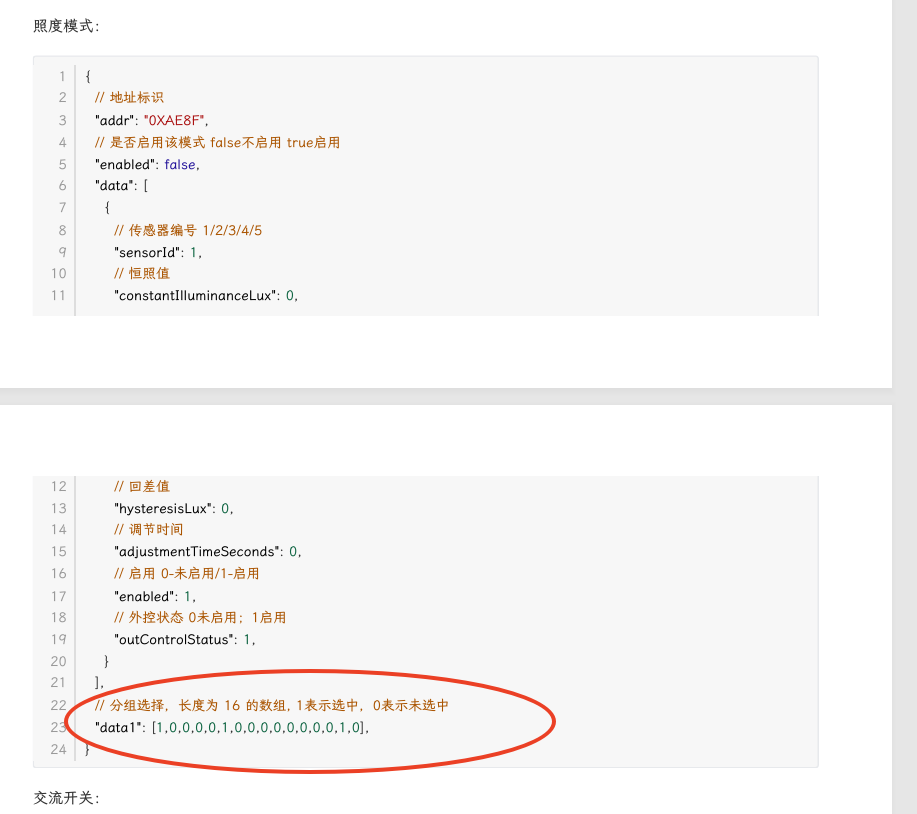 照度模式：
1 {
2 // 地址标识
3 "addr": "0XAE8F",
4 // 是否启用该模式 false不启用 true启用
5 "enabled": false,
6 "data": [
7 {
8 // 传感器编号 1/2/3/4/5
9 "sensorId": 1,
10 // 恒照值
11 "constantIlluminanceLux": 0,
12 // 回差值
13 "hysteresisLux": 0,
14 // 调节时间
15 "adjustmentTimeSeconds": 0,
16 // 启用 0-未启用/1-启用
17 "enabled": 1,
18 // 外控状态 0未启用；1启用
19 "outControlStatus": 1,
20 }
21 ],
22 // 分组选择，长度为 16 的数组, 1表示选中，0表示未选中
23 "data1": [1,0,0,0,0,1,0,0,0,0,0,0,0,0,1,0],
24 }
交流开关：